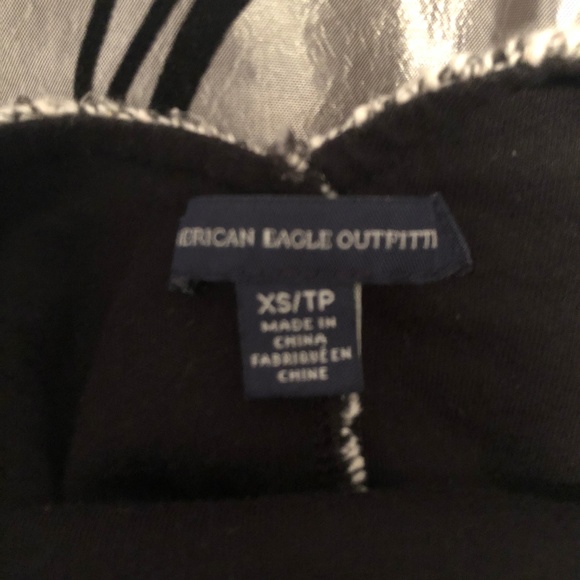 ERICAN EAGLE OUTFITT
XS/TP
MADE IN
CHINA
FABRIQUÉ EN
CHINE